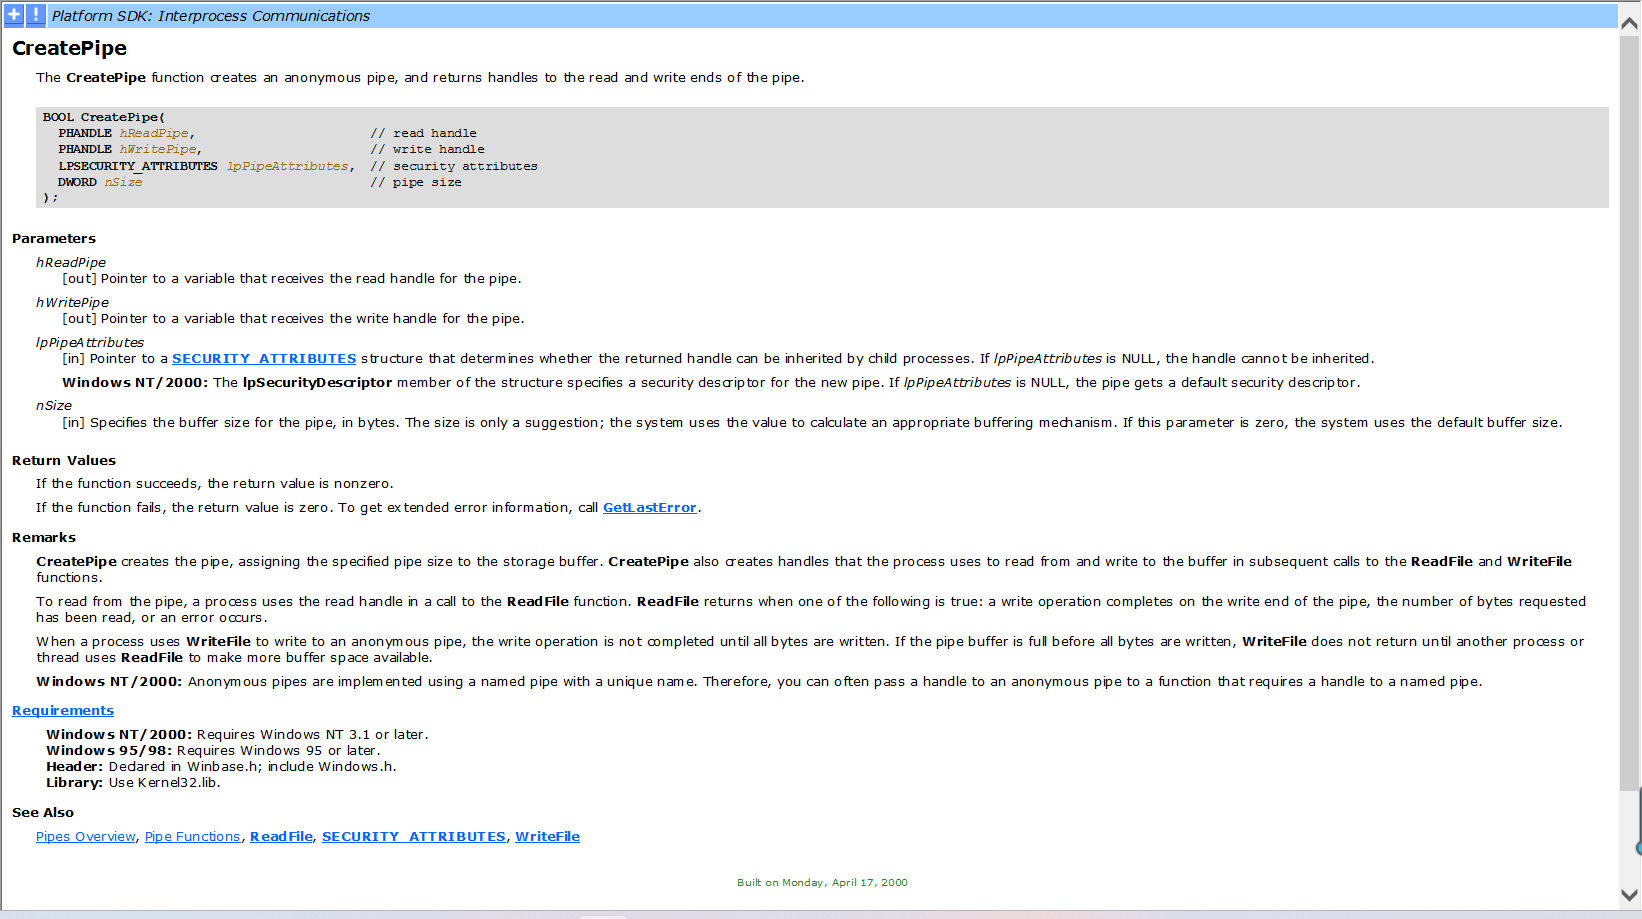 Platform SDK: Interprocess Communications
CreatePipe
The CreatePipe function creates an anonymous pipe, and returns handles to the read and write ends of the pipe.
BOOL CreatePipe(
  PHANDLE hReadPipe,                       // read handle
  PHANDLE hWritePipe,                      // write handle
  LPSECURITY_ATTRIBUTES lpPipeAttributes,  // security attributes
  DWORD nSize                              // pipe size
);
Parameters
hReadPipe
[out] Pointer to a variable that receives the read handle for the pipe.
hWritePipe
[out] Pointer to a variable that receives the write handle for the pipe.
lpPipeAttributes
[in] Pointer to a SECURITY_ATTRIBUTES structure that determines whether the returned handle can be inherited by child processes. If lpPipeAttributes is NULL, the handle cannot be inherited.
Windows NT/2000: The lpSecurityDescriptor member of the structure specifies a security descriptor for the new pipe. If lpPipeAttributes is NULL, the pipe gets a default security descriptor.
nSize
[in] Specifies the buffer size for the pipe, in bytes. The size is only a suggestion; the system uses the value to calculate an appropriate buffering mechanism. If this parameter is zero, the system uses the default buffer size.
Return Values
If the function succeeds, the return value is nonzero.
If the function fails, the return value is zero. To get extended error information, call GetLastError.
Remarks
CreatePipe creates the pipe, assigning the specified pipe size to the storage buffer. CreatePipe also creates handles that the process uses to read from and write to the buffer in subsequent calls to the ReadFile and WriteFile
functions.
To read from the pipe, a process uses the read handle in a call to the ReadFile function. ReadFile returns when one of the following is true: a write operation completes on the write end of the pipe, the number of bytes requested
has been read, or an error occurs.
When a process uses WriteFile to write to an anonymous pipe, the write operation is not completed until all bytes are written. If the pipe buffer is full before all bytes are written, WriteFile does not return until another process or
thread uses ReadFile to make more buffer space available.
Windows NT/2000: Anonymous pipes are implemented using a named pipe with a unique name. Therefore, you can often pass a handle to an anonymous pipe to a function that requires a handle to a named pipe.
Requirements
Windows NT/2000: Requires Windows NT 3.1 or later.
Windows 95/98: Requires Windows 95 or later.
Header: Declared in Winbase.h; include Windows.h.
Library: Use Kernel32.lib.
See Also
Pipes Overview, Pipe Functions, ReadFile, SECURITY_ATTRIBUTES, WriteFile
Built on Monday, April 17, 2000